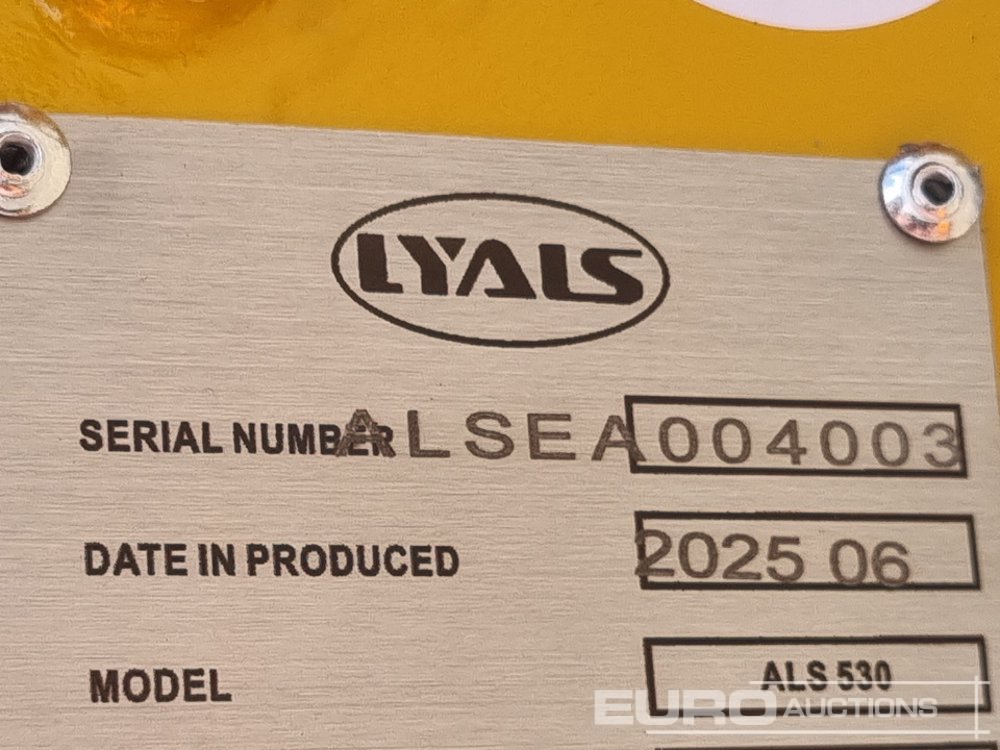 LYALS
SERIAL NUMBER ALSEA004003
DATE IN PRODUCED 2025 06
MODEL ALS 530
EURO AUCTIONS